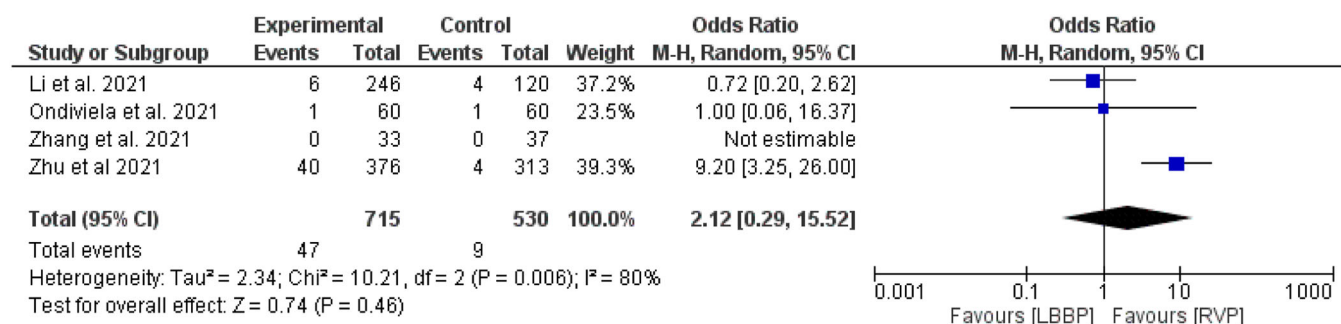 Experimental Control Odds Ratio Odds Ratio
Study or Subgroup Events Total Events Total Weight M-H, Random, 95% CI M-H, Random, 95% CI
Li et al. 2021 6 246 4 120 37.2% 0.72 [0.20, 2.62]
Ondiviela et al. 2021 1 60 1 60 23.5% 1.00 [0.06, 16.37]
Zhang et al. 2021 0 33 0 37 Not estimable
Zhu et al 2021 40 376 4 313 39.3% 9.20 [3.25, 26.00]
Total (95% CI) 715 530 100.0% 2.12 [0.29, 15.52]
Total events 47 9
Heterogeneity: Tau² = 2.34; Chi² = 10.21, df = 2 (P = 0.006); I² = 80%
Test for overall effect: Z = 0.74 (P = 0.46)
0.001 0.1 1 10 1000
Favours [LBBP] Favours [RVP]